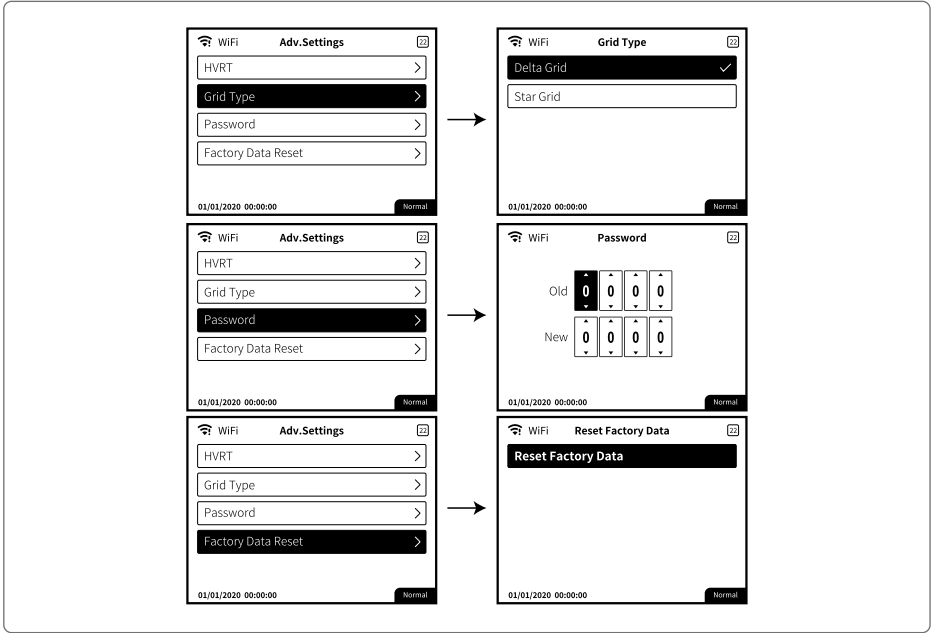 WiFi Adv.Settings 22
HVRT
Grid Type
Password
Factory Data Reset
01/01/2020 00:00:00 Normal
WiFi Grid Type 22
Delta Grid
Star Grid
01/01/2020 00:00:00 Normal
WiFi Adv.Settings 22
HVRT
Grid Type
Password
Factory Data Reset
01/01/2020 00:00:00 Normal
WiFi Password 22
Old 0 0 0 0
New 0 0 0 0
01/01/2020 00:00:00 Normal
WiFi Adv.Settings 22
HVRT
Grid Type
Password
Factory Data Reset
01/01/2020 00:00:00 Normal
WiFi Reset Factory Data 22
Reset Factory Data
01/01/2020 00:00:00 Normal